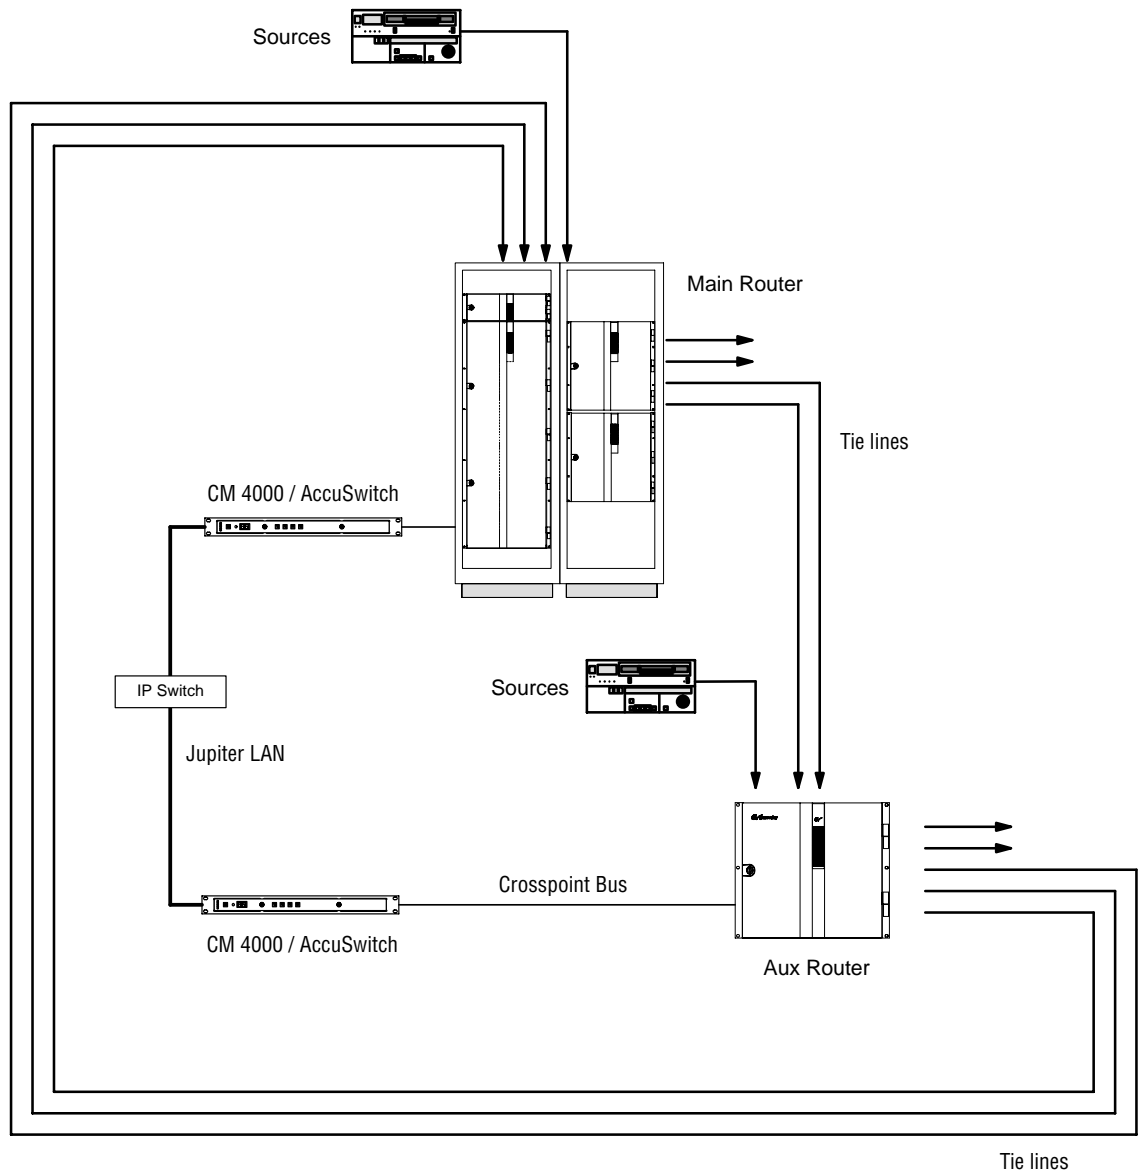 Sources
Main Router
Tie lines
CM 4000 / AccuSwitch
IP Switch
Sources
Jupiter LAN
Crosspoint Bus
CM 4000 / AccuSwitch
Aux Router
Tie lines